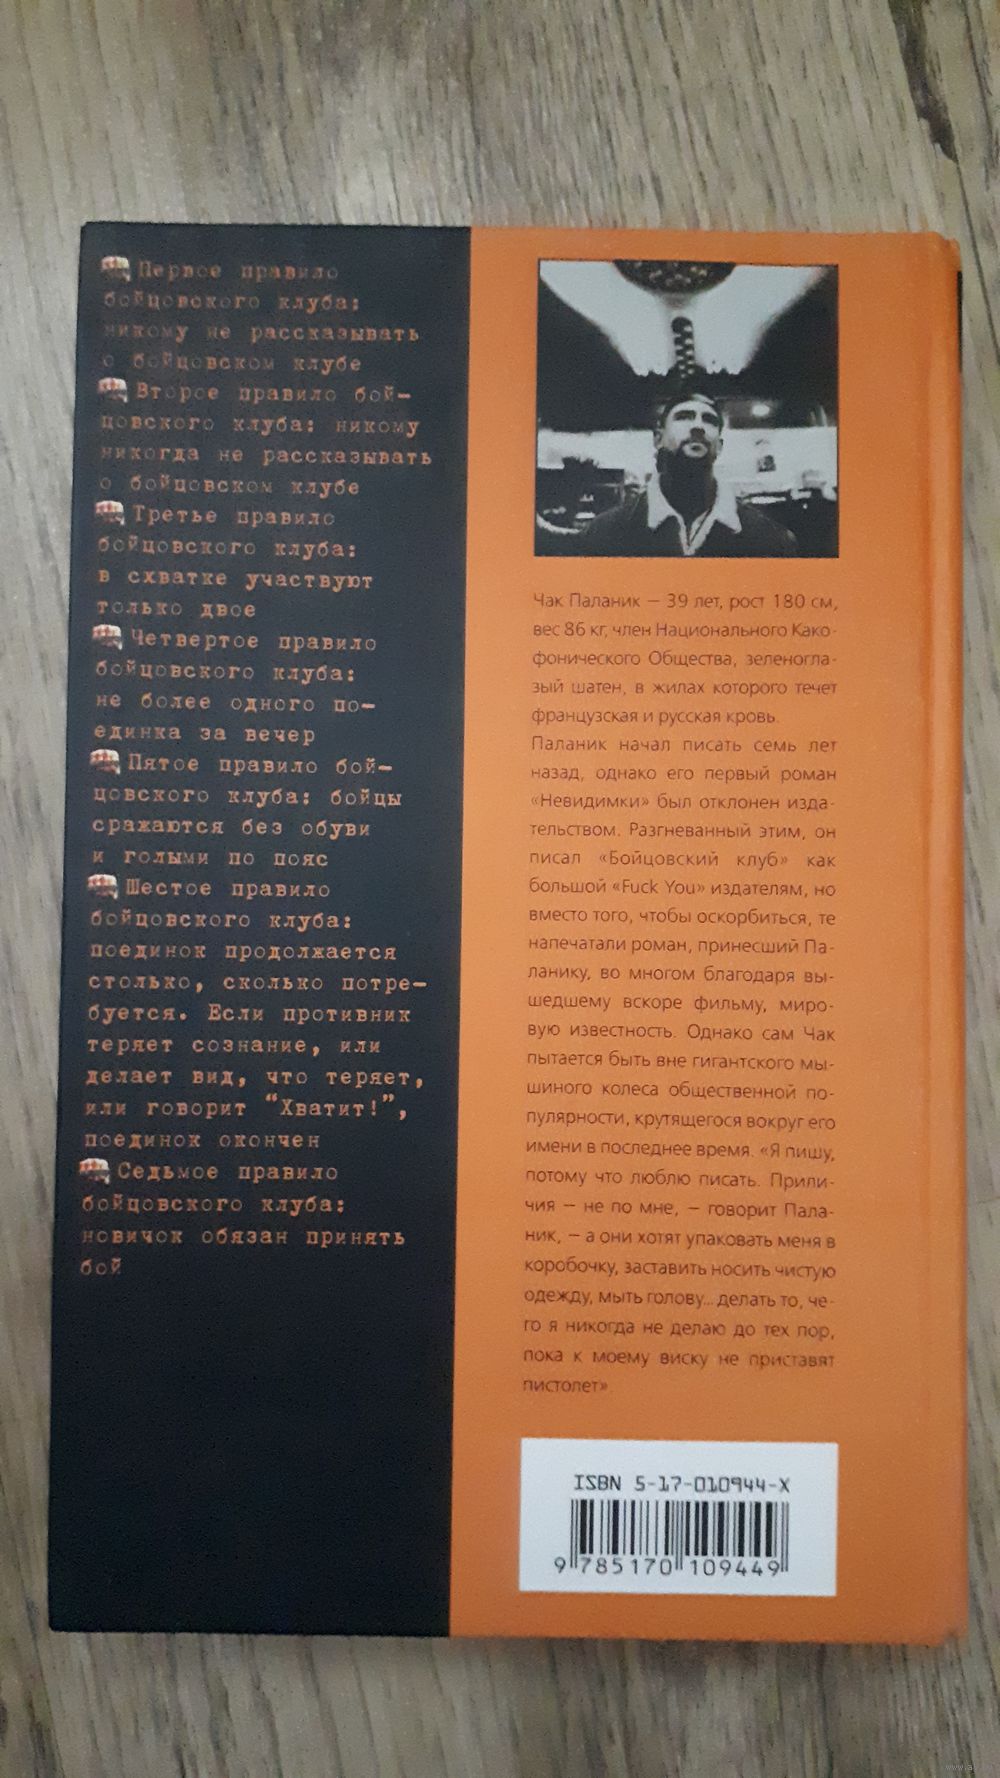 Первое правило
бойцовского клуба:
никому не рассказывать
о бойцовском клубе
Второе правило бой-
цовского клуба: никому
никогда не рассказывать
о бойцовском клубе
Третье правило
бойцовского клуба:
в схватке участвуют
только двое
Четвертое правило
бойцовского клуба:
не более одного по-
единка за вечер
Пятое правило бой-
цовского клуба: бойцы
сражаются без обуви
и голыми по пояс
Шестое правило
бойцовского клуба:
поединок продолжается
столько, сколько потре-
буется. Если противник
теряет сознание, или
делает вид, что теряет,
или говорит “Хватит!”,
поединок окончен
Седьмое правило
бойцовского клуба:
новичок обязан принять
бой
Чак Паланик – 39 лет, рост 180 см,
вес 86 кг, член Национального Како-
фонического Общества, зеленогла-
зый шатен, в жилах которого течет
французская и русская кровь.
Паланик начал писать семь лет
назад, однако его первый роман
«Невидимки» был отклонен изда-
тельством. Разгневанный этим, он
писал «Бойцовский клуб» как
большой «Fuck You» издателям, но
вместо того, чтобы оскорбиться, те
напечатали роман, принесший Па-
ланику, во многом благодаря вы-
шедшему вскоре фильму, миро-
вую известность. Однако сам Чак
пытается быть вне гигантского мы-
шиного колеса общественной по-
пулярности, крутящегося вокруг его
имени в последнее время. «Я пишу,
потому что люблю писать. Прили-
чия – не по мне, – говорит Пала-
ник, – а они хотят упаковать меня в
коробочку, заставить носить чистую
одежду, мыть голову... делать то, че-
го я никогда не делаю до тех пор,
пока к моему виску не приставят
пистолет».
ISBN 5-17-010944-X
9 785170 109449